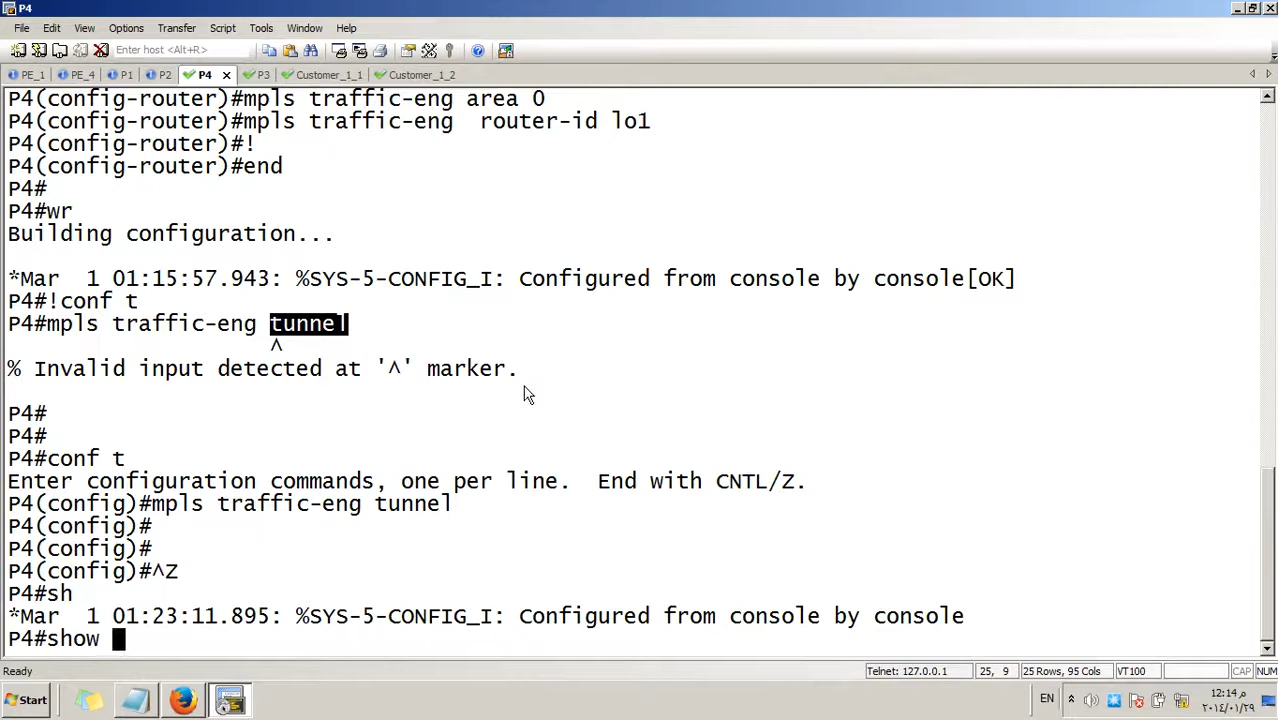 P4
File Edit View Options Transfer Script Tools Window Help
Enter host <Alt+R>
PE_1 PE_4 P1 P2 P4 P3 Customer_1_1 Customer_1_2
P4(config-router)#mpls traffic-eng area 0
P4(config-router)#mpls traffic-eng  router-id lo1
P4(config-router)#!
P4(config-router)#end
P4#
P4#wr
Building configuration...
*Mar  1 01:15:57.943: %SYS-5-CONFIG_I: Configured from console by console[OK]
P4#!conf t
P4#mpls traffic-eng tunnel
^
% Invalid input detected at '^' marker.
P4#
P4#
P4#conf t
Enter configuration commands, one per line.  End with CNTL/Z.
P4(config)#mpls traffic-eng tunnel
P4(config)#
P4(config)#
P4(config)#^Z
P4#sh
*Mar  1 01:23:11.895: %SYS-5-CONFIG_I: Configured from console by console
P4#show
Ready Telnet: 127.0.0.1 25, 9 25 Rows, 95 Cols VT100 CAP NUM
Start EN م 12:14
٢٠١٤/٠١/٢٩